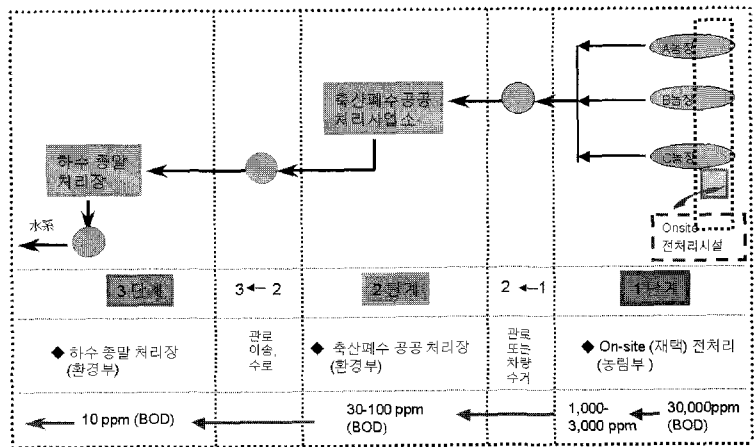 A농장
B농장
C농장
축산폐수공공
처리사업소
하수 종말
처리장
水系
Onsite
전처리시설
3 단계
3 ← 2
2 단계
2 ← 1
1 단계
◆ 하수 종말 처리장
(환경부)
관로
이송,
수로
◆ 축산폐수 공공 처리장
(환경부)
관로
또는
차량
수거
◆ On-site (재택) 전처리
(농림부)
10 ppm (BOD)
30-100 ppm
(BOD)
1,000-
3,000 ppm
30,000ppm
(BOD)